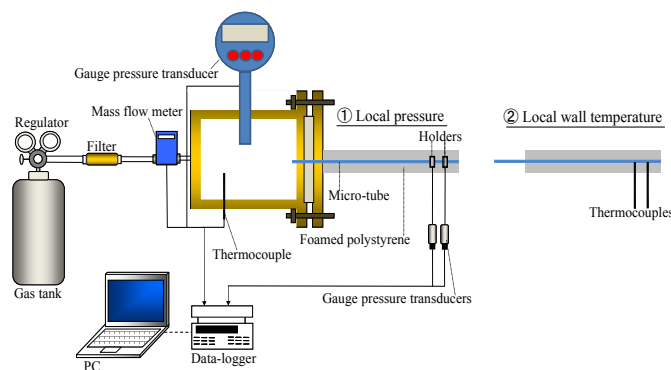 Gauge pressure transducer
Mass flow meter
Regulator
Filter
① Local pressure
Holders
② Local wall temperature
Micro-tube
Thermocouples
Foamed polystyrene
Thermocouple
Gas tank
Gauge pressure transducers
PC
Data-logger